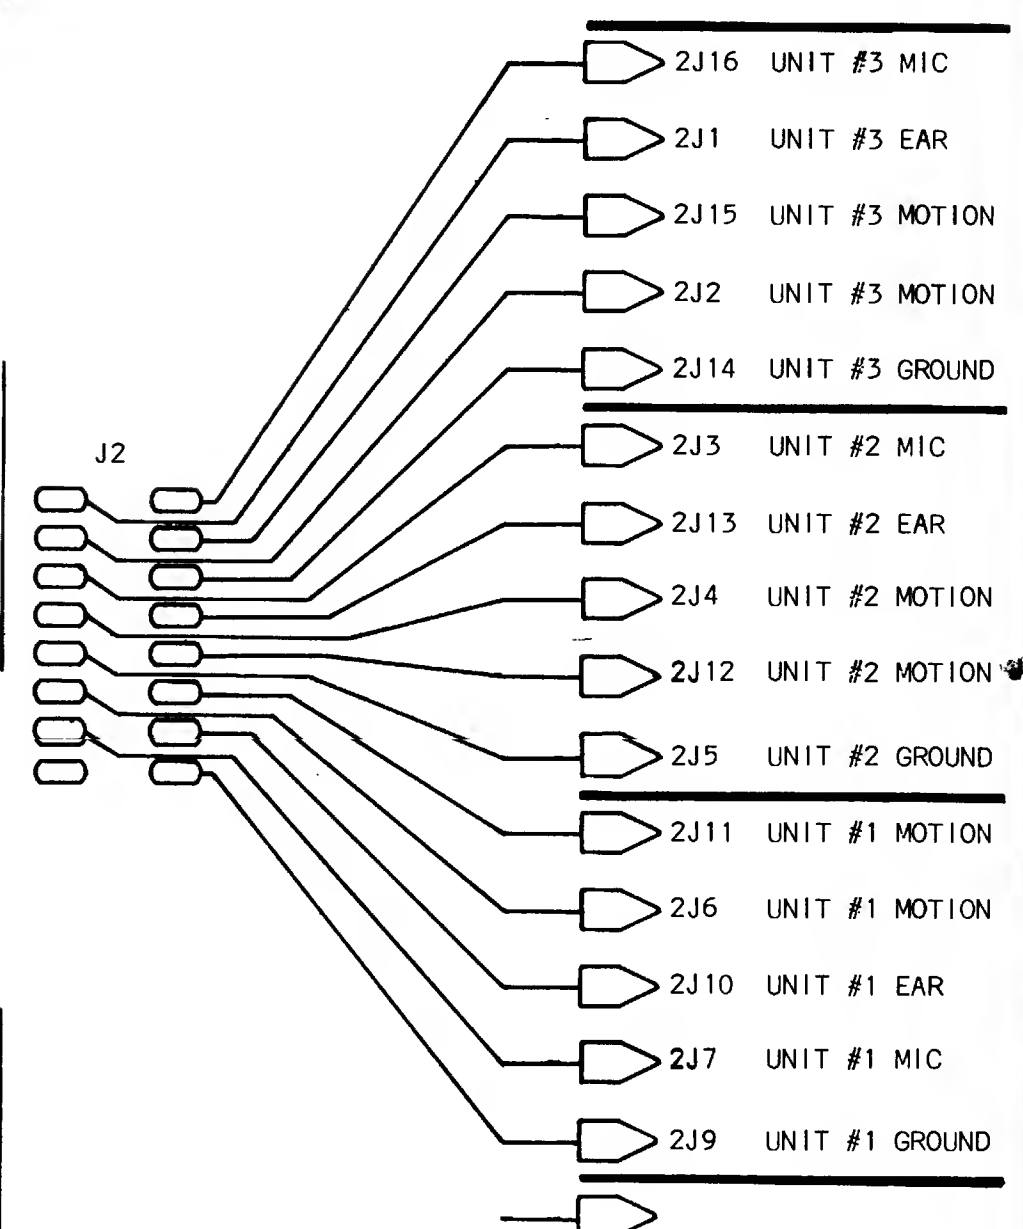 2J16 UNIT #3 MIC
2J1 UNIT #3 EAR
2J15 UNIT #3 MOTION
2J2 UNIT #3 MOTION
2J14 UNIT #3 GROUND
J2
2J3 UNIT #2 MIC
2J13 UNIT #2 EAR
2J4 UNIT #2 MOTION
2J12 UNIT #2 MOTION
2J5 UNIT #2 GROUND
2J11 UNIT #1 MOTION
2J6 UNIT #1 MOTION
2J10 UNIT #1 EAR
2J7 UNIT #1 MIC
2J9 UNIT #1 GROUND